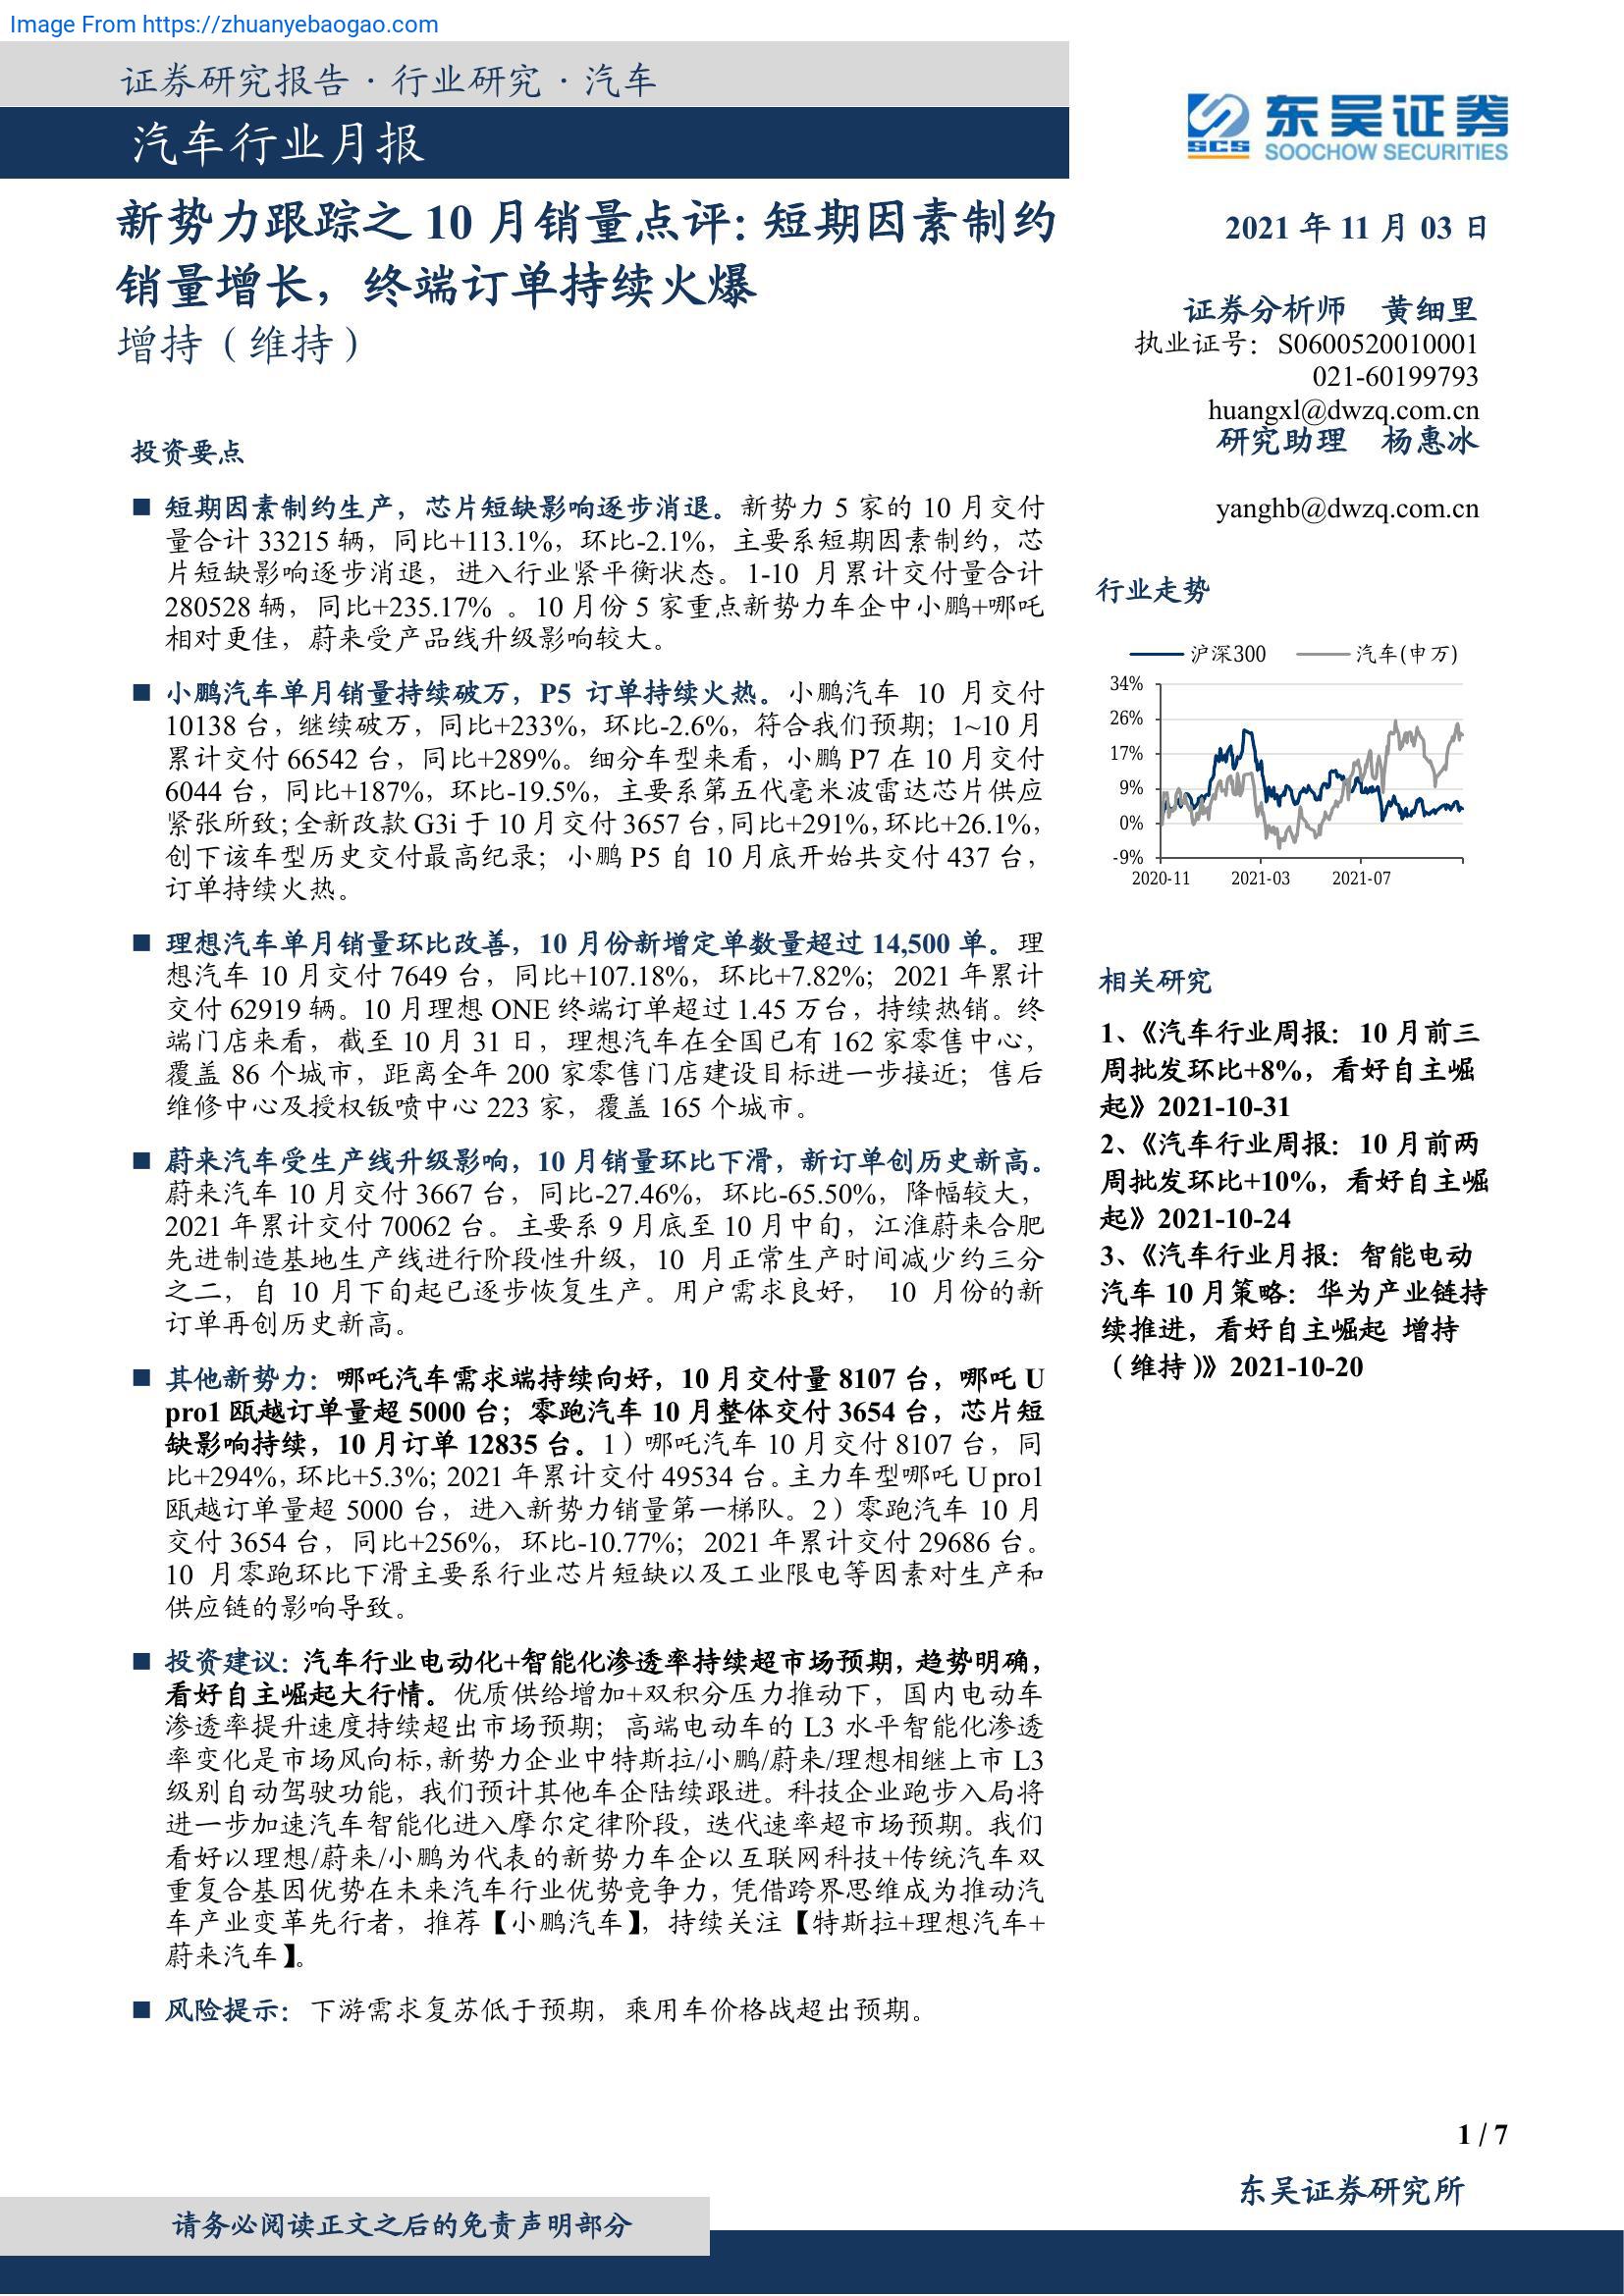 Image From https://zhuanyebaogao.com
证券研究报告·行业研究·汽车
汽车行业月报
东吴证券
SCS
SOOCHOW SECURITIES
新势力跟踪之 10 月销量点评: 短期因素制约
销量增长，终端订单持续火爆
增持（维持）
2021 年 11 月 03 日
证券分析师 黄细里
执业证号：S0600520010001
021-60199793
huangxl@dwzq.com.cn
研究助理 杨惠冰
yanghb@dwzq.com.cn
投资要点
■ 短期因素制约生产，芯片短缺影响逐步消退。新势力 5 家的 10 月交付
量合计 33215 辆，同比+113.1%，环比-2.1%，主要系短期因素制约，芯
片短缺影响逐步消退，进入行业紧平衡状态。1-10 月累计交付量合计
280528 辆，同比+235.17% 。10 月份 5 家重点新势力车企中小鹏+哪吒
相对更佳，蔚来受产品线升级影响较大。
■ 小鹏汽车单月销量持续破万，P5 订单持续火热。小鹏汽车 10 月交付
10138 台，继续破万，同比+233%，环比-2.6%，符合我们预期；1~10 月
累计交付 66542 台，同比+289%。细分车型来看，小鹏 P7 在 10 月交付
6044 台，同比+187%，环比-19.5%，主要系第五代毫米波雷达芯片供应
紧张所致；全新改款 G3i 于 10 月交付 3657 台，同比+291%，环比+26.1%，
创下该车型历史交付最高纪录；小鹏 P5 自 10 月底开始共交付 437 台，
订单持续火热。
■ 理想汽车单月销量环比改善，10 月份新增定单数量超过 14,500 单。理
想汽车 10 月交付 7649 台，同比+107.18%，环比+7.82%；2021 年累计
交付 62919 辆。10 月理想 ONE 终端订单超过 1.45 万台，持续热销。终
端门店来看，截至 10 月 31 日，理想汽车在全国已有 162 家零售中心，
覆盖 86 个城市，距离全年 200 家零售门店建设目标进一步接近；售后
维修中心及授权钣喷中心 223 家，覆盖 165 个城市。
■ 蔚来汽车受生产线升级影响，10 月销量环比下滑，新订单创历史新高。
蔚来汽车 10 月交付 3667 台，同比-27.46%，环比-65.50%，降幅较大，
2021 年累计交付 70062 台。主要系 9 月底至 10 月中旬，江淮蔚来合肥
先进制造基地生产线进行阶段性升级，10 月正常生产时间减少约三分
之二，自 10 月下旬起已逐步恢复生产。用户需求良好， 10 月份的新
订单再创历史新高。
■ 其他新势力：哪吒汽车需求端持续向好，10 月交付量 8107 台，哪吒 U
pro1 瓯越订单量超 5000 台；零跑汽车 10 月整体交付 3654 台，芯片短
缺影响持续，10 月订单 12835 台。1）哪吒汽车 10 月交付 8107 台，同
比+294%，环比+5.3%；2021 年累计交付 49534 台。主力车型哪吒 U pro1
瓯越订单量超 5000 台，进入新势力销量第一梯队。2）零跑汽车 10 月
交付 3654 台，同比+256%，环比-10.77%；2021 年累计交付 29686 台。
10 月零跑环比下滑主要系行业芯片短缺以及工业限电等因素对生产和
供应链的影响导致。
■ 投资建议：汽车行业电动化+智能化渗透率持续超市场预期，趋势明确，
看好自主崛起大行情。优质供给增加+双积分压力推动下，国内电动车
渗透率提升速度持续超出市场预期；高端电动车的 L3 水平智能化渗透
率变化是市场风向标，新势力企业中特斯拉/小鹏/蔚来/理想相继上市 L3
级别自动驾驶功能，我们预计其他车企陆续跟进。科技企业跑步入局将
进一步加速汽车智能化进入摩尔定律阶段，迭代速率超市场预期。我们
看好以理想/蔚来/小鹏为代表的新势力车企以互联网科技+传统汽车双
重复合基因优势在未来汽车行业优势竞争力，凭借跨界思维成为推动汽
车产业变革先行者，推荐【小鹏汽车】，持续关注【特斯拉+理想汽车+
蔚来汽车】。
■ 风险提示：下游需求复苏低于预期，乘用车价格战超出预期。
行业走势
沪深300 汽车(申万)
34%
26%
17%
9%
0%
-9%
2020-11 2021-03 2021-07
相关研究
1、《汽车行业周报：10 月前三
周批发环比+8%，看好自主崛
起》2021-10-31
2、《汽车行业周报：10 月前两
周批发环比+10%，看好自主崛
起》2021-10-24
3、《汽车行业月报：智能电动
汽车 10 月策略：华为产业链持
续推进，看好自主崛起 增持
（维持）》2021-10-20
1 / 7
东吴证券研究所
请务必阅读正文之后的免责声明部分